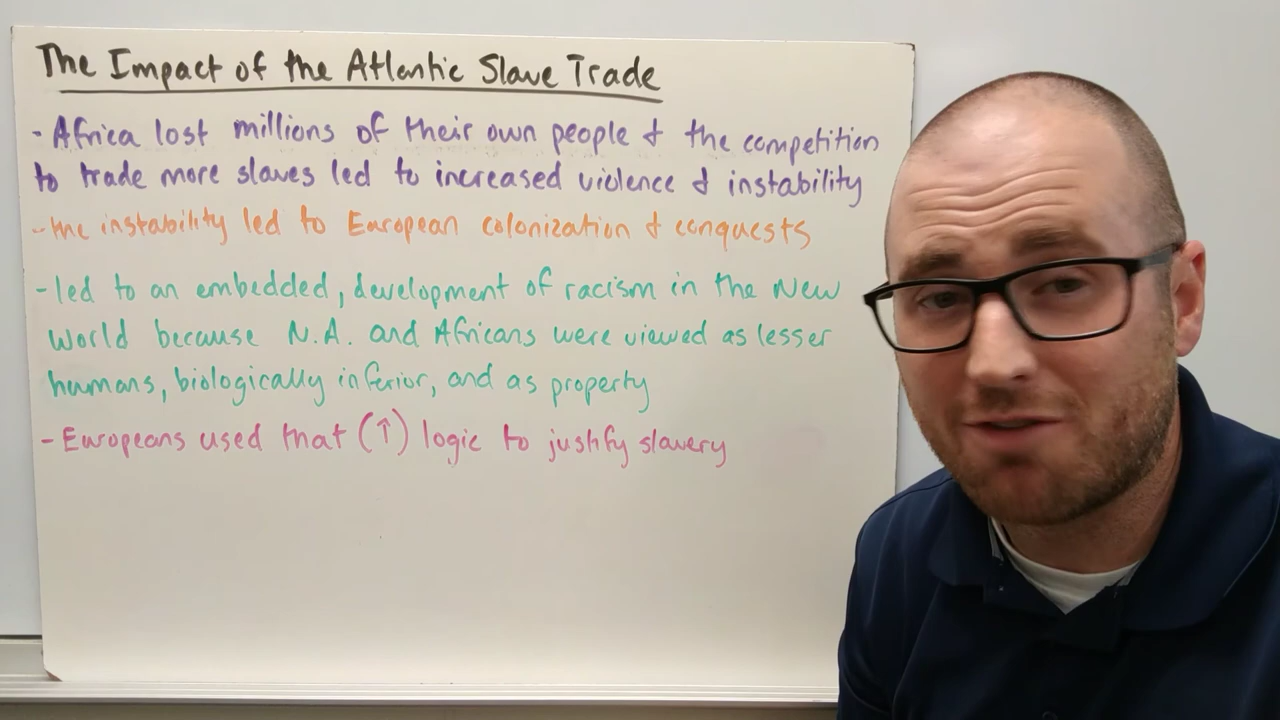 The Impact of the Atlantic Slave Trade
- Africa lost millions of their own people & the competition
to trade more slaves led to increased violence & instability
- the instability led to European colonization & conquests
- led to an embedded, development of racism in the New
World because N.A. and Africans were viewed as lesser
humans, biologically inferior, and as property
- Europeans used that (↑) logic to justify slavery